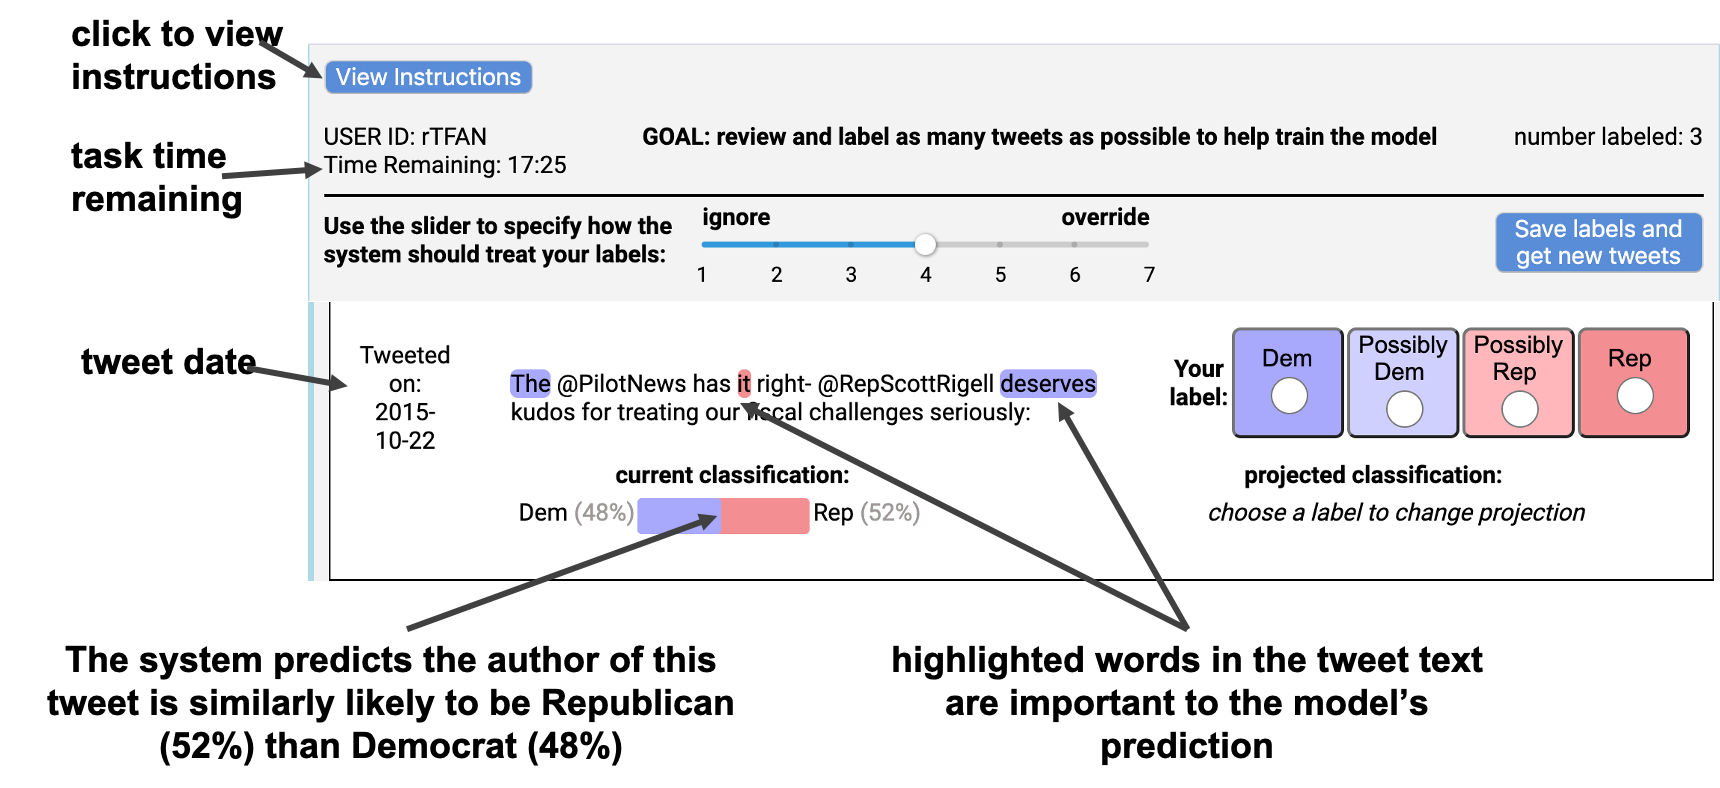 click to view
instructions
View Instructions
USER ID: rTFAN
GOAL: review and label as many tweets as possible to help train the model
number labeled: 3
task time
remaining
Time Remaining: 17:25
Use the slider to specify how the
system should treat your labels:
ignore
override
1 2 3 4 5 6 7
Save labels and
get new tweets
tweet date
Tweeted
on:
2015-
10-22
The @PilotNews has it right- @RepScottRigell deserves
kudos for treating our fiscal challenges seriously:
Your
label:
Dem
Possibly
Dem
Possibly
Rep
Rep
current classification:
Dem (48%)
Rep (52%)
projected classification:
choose a label to change projection
The system predicts the author of this
tweet is similarly likely to be Republican
(52%) than Democrat (48%)
highlighted words in the tweet text
are important to the model’s
prediction